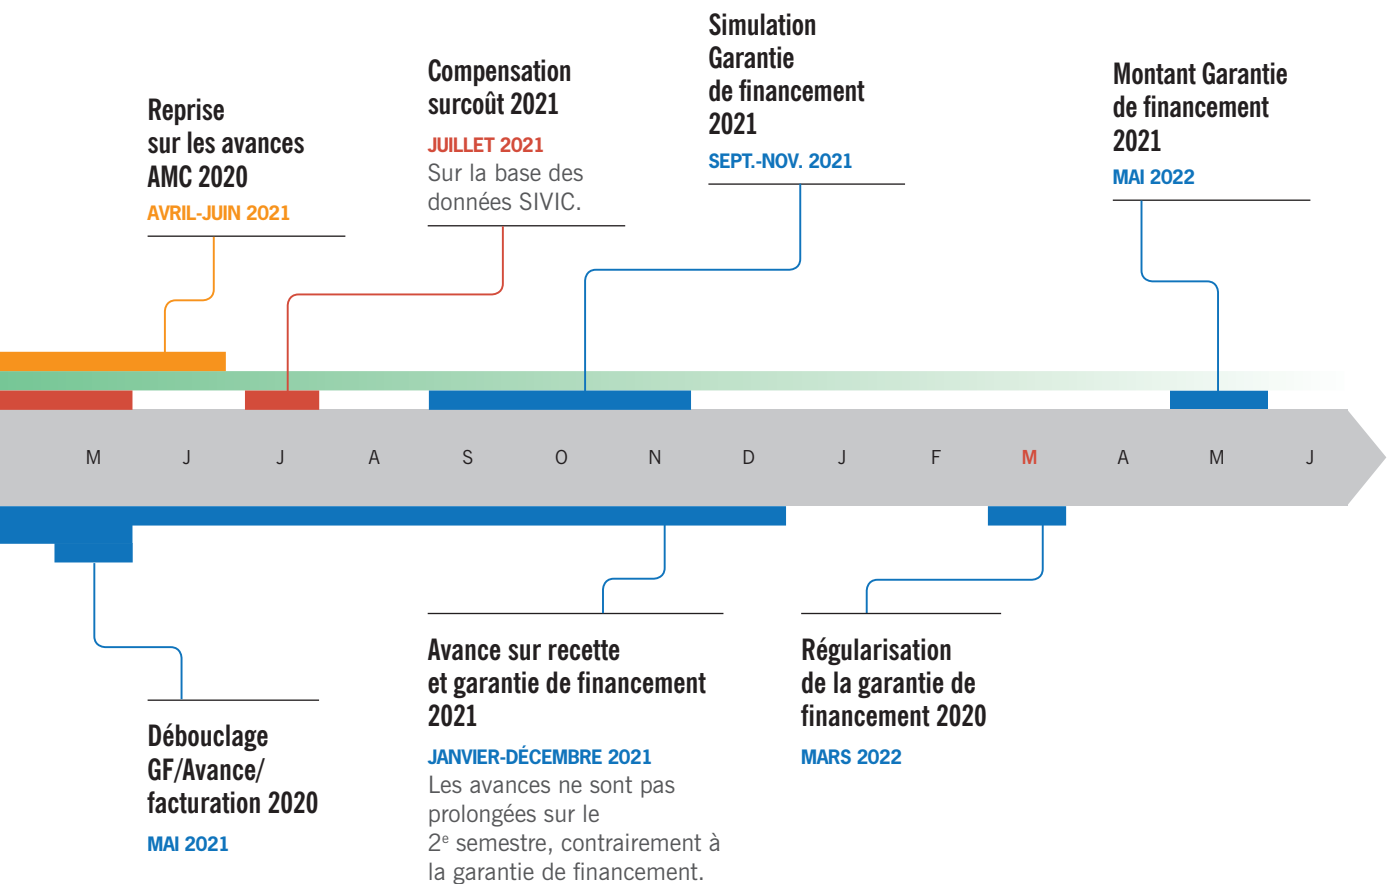 Reprise
sur les avances
AMC 2020
AVRIL-JUIN 2021
Compensation
surcoût 2021
JUILLET 2021
Sur la base des
données SIVIC.
Simulation
Garantie
de financement
2021
SEPT.-NOV. 2021
Montant Garantie
de financement
2021
MAI 2022
M J J A S O N D J F M A M J
Débouclage
GF/Avance/
facturation 2020
MAI 2021
Avance sur recette
et garantie de financement
2021
JANVIER-DÉCEMBRE 2021
Les avances ne sont pas
prolongées sur le
2e semestre, contrairement à
la garantie de financement.
Régularisation
de la garantie de
financement 2020
MARS 2022